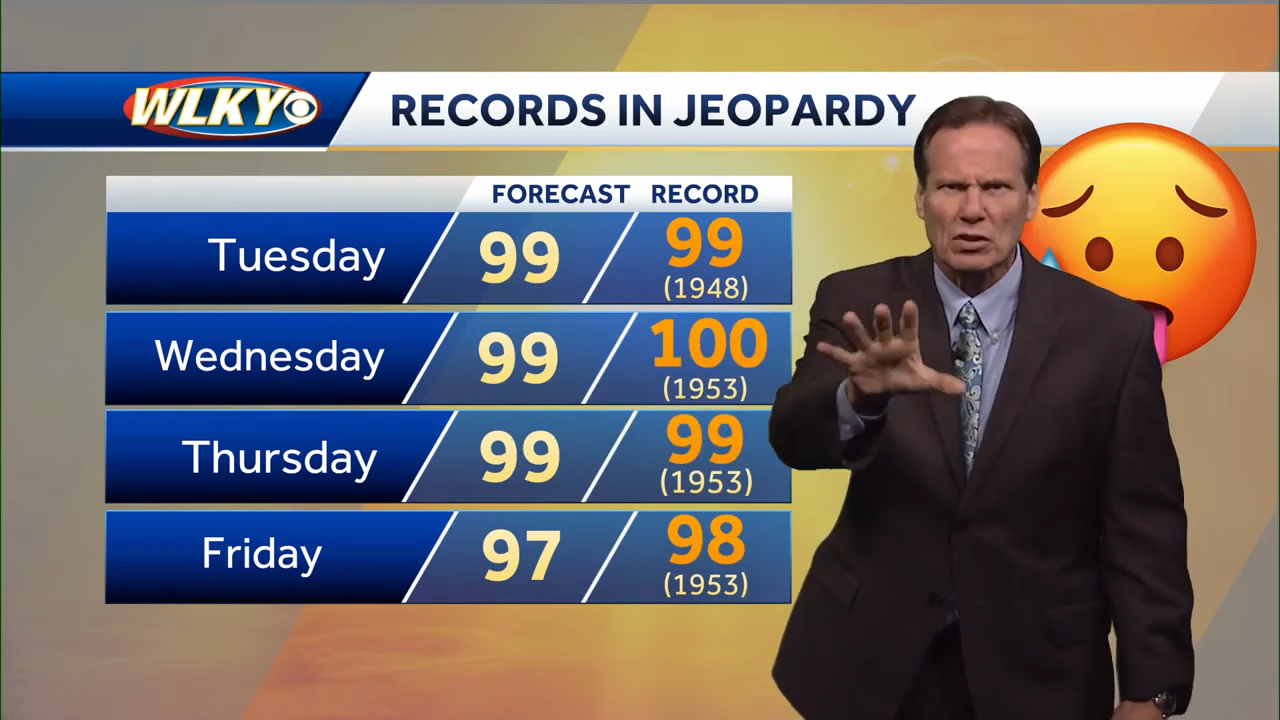 WLKY
RECORDS IN JEOPARDY
FORECAST RECORD
Tuesday 99 99
(1948)
Wednesday 99 100
(1953)
Thursday 99 99
(1953)
Friday 97 98
(1953)